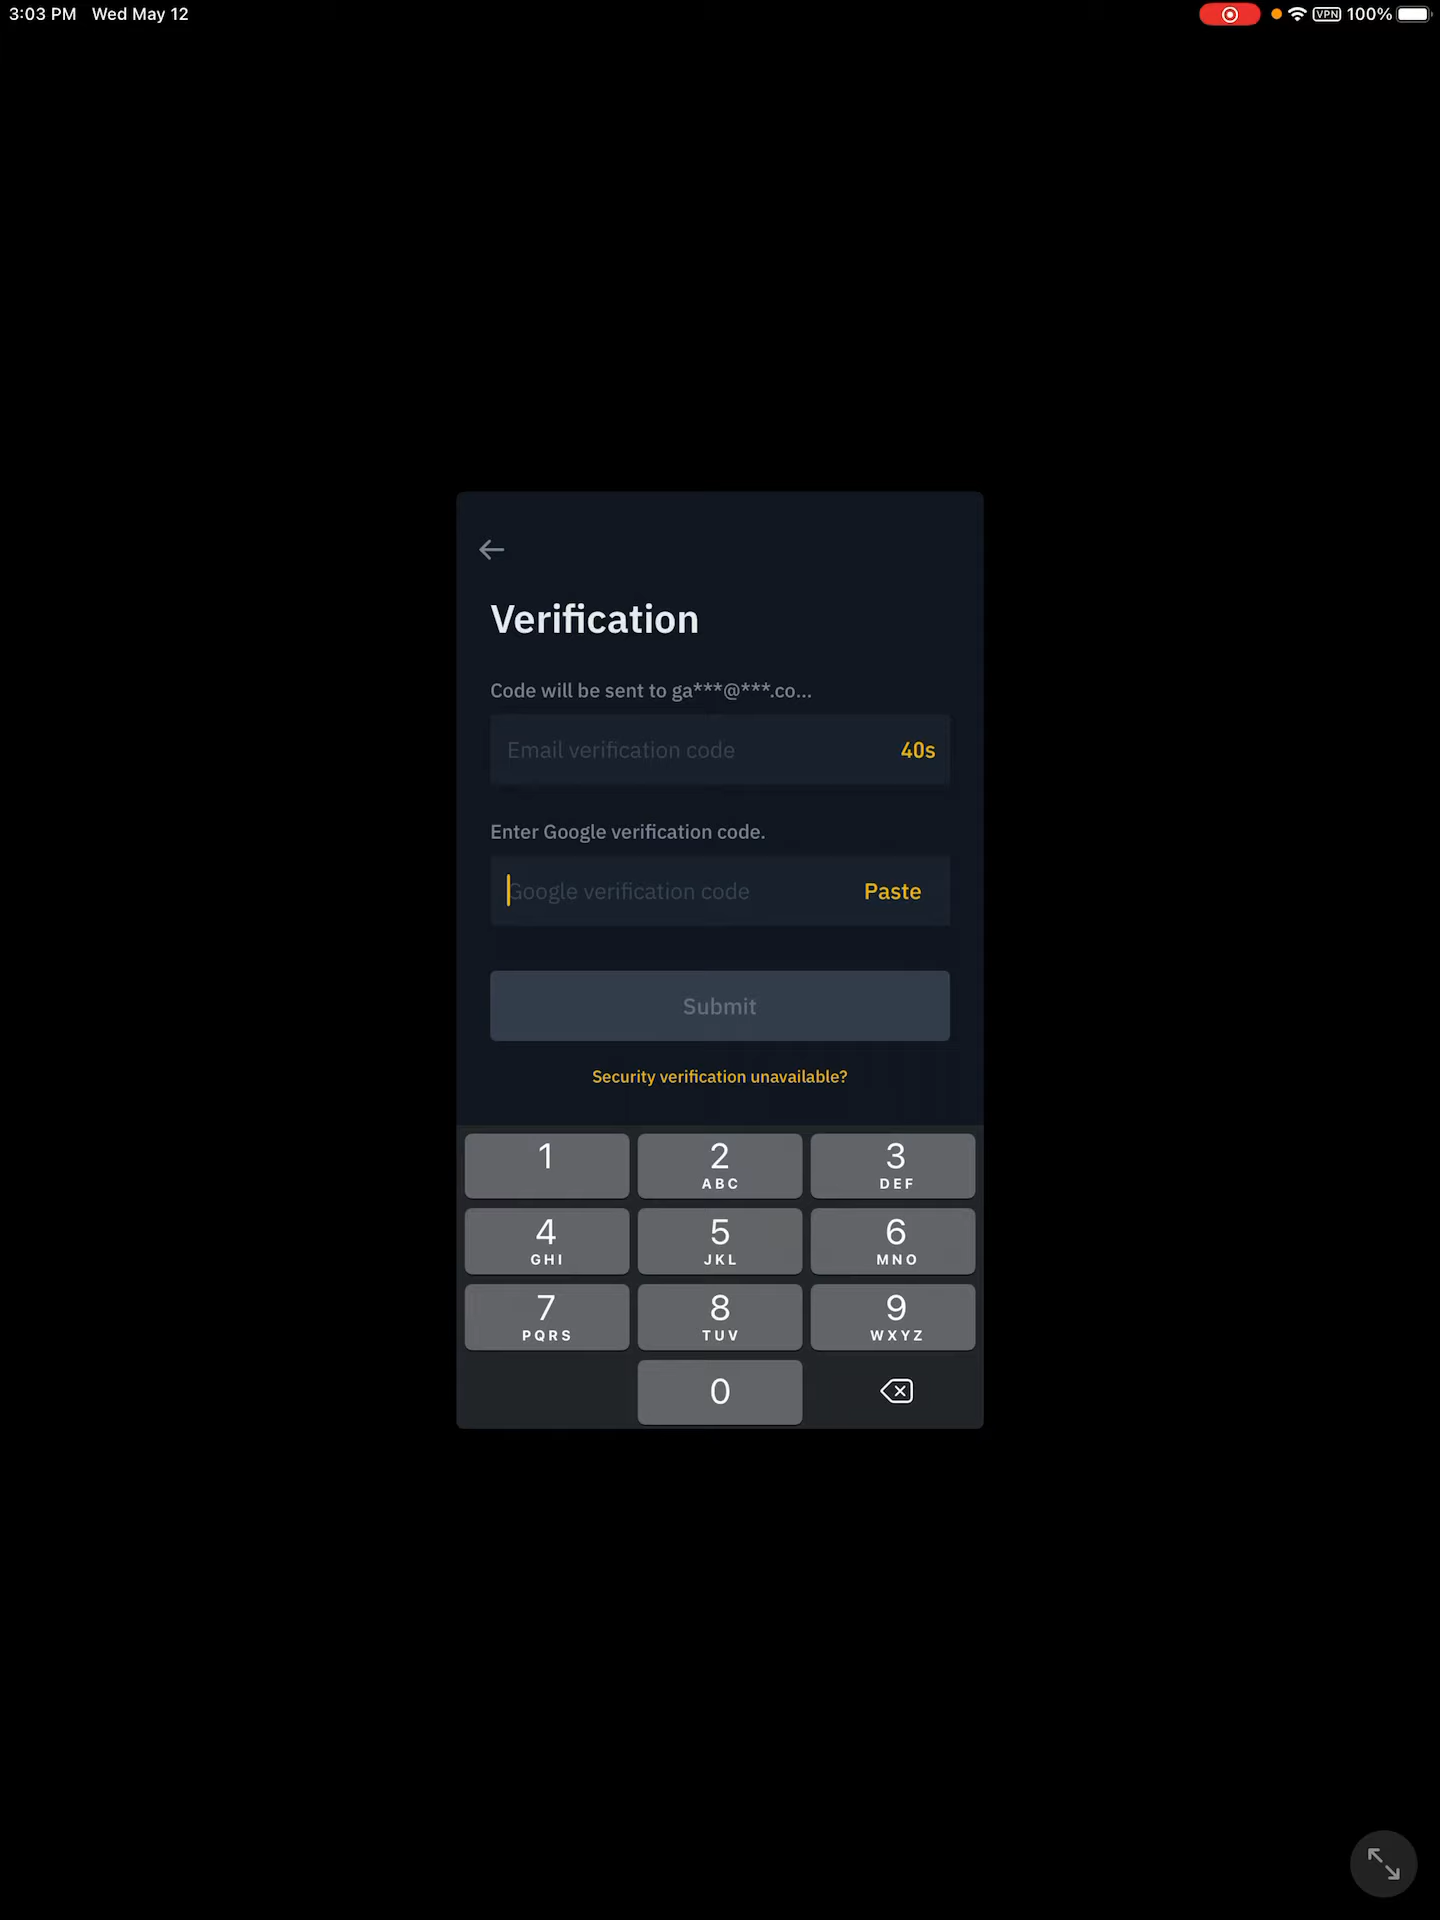 3:03 PM Wed May 12
VPN 100%
Verification
Code will be sent to ga***@***.co...
Email verification code 40s
Enter Google verification code.
Google verification code Paste
Submit
Security verification unavailable?
1 2 3
ABC DEF
4 5 6
GHI JKL MNO
7 8 9
PQRS TUV WXYZ
0